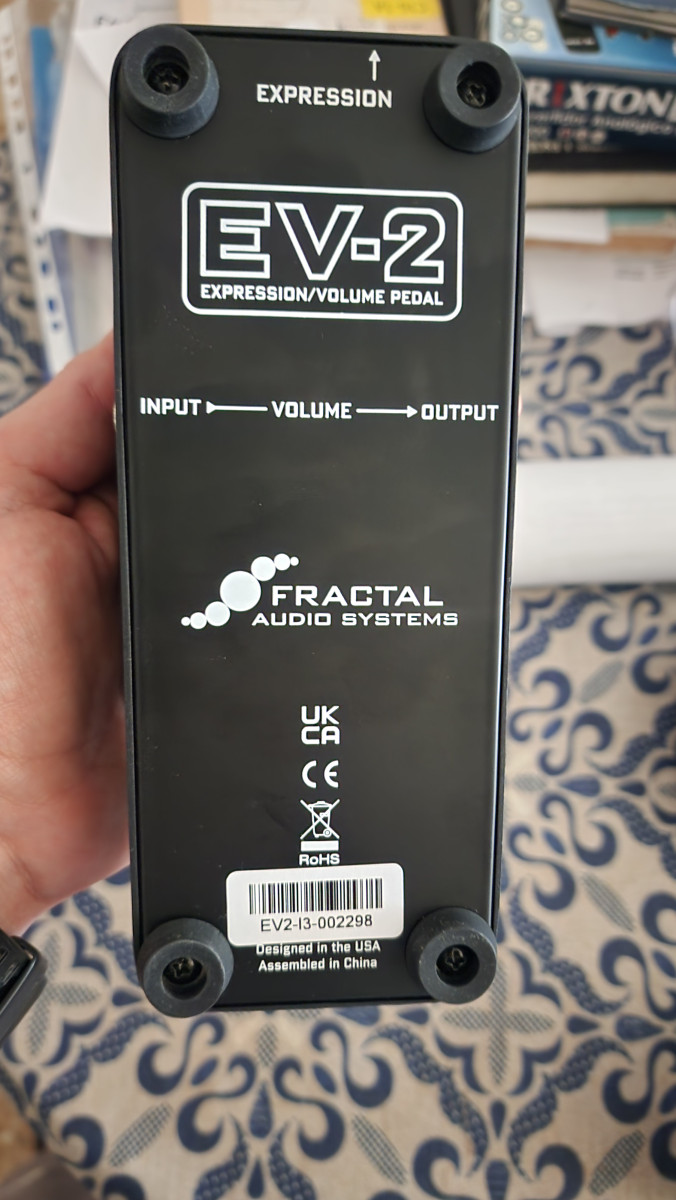 EXPRESSION
EV-2
EXPRESSION/VOLUME PEDAL
INPUT VOLUME OUTPUT
FRACTAL
AUDIO SYSTEMS
UK
CA
CE
RoHS
EV2-I3-002298
Designed in the USA
Assembled in China